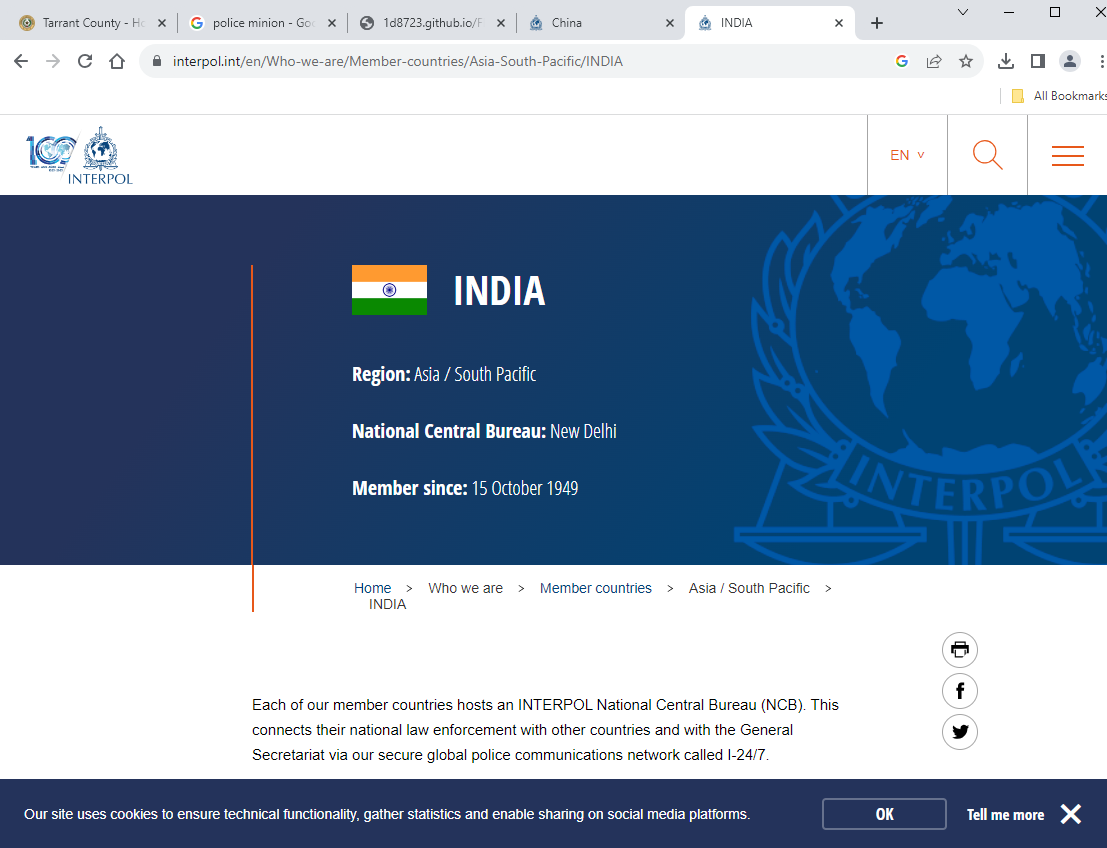 Tarrant County - Ho
police minion - Goo
1d8723.github.io/F
China
INDIA
interpol.int/en/Who-we-are/Member-countries/Asia-South-Pacific/INDIA
All Bookmarks
100
INTERPOL
EN
INDIA
Region: Asia / South Pacific
National Central Bureau: New Delhi
Member since: 15 October 1949
INTERPOL
Home > Who we are > Member countries > Asia / South Pacific >
INDIA
Each of our member countries hosts an INTERPOL National Central Bureau (NCB). This
connects their national law enforcement with other countries and with the General
Secretariat via our secure global police communications network called I-24/7.
Our site uses cookies to ensure technical functionality, gather statistics and enable sharing on social media platforms.
OK
Tell me more